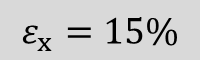 εₓ = 15%